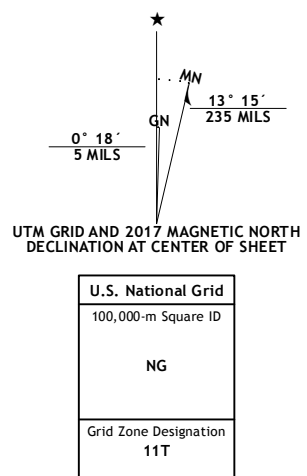 MN
GN
13° 15´
235 MILS
0° 18´
5 MILS
UTM GRID AND 2017 MAGNETIC NORTH
DECLINATION AT CENTER OF SHEET
U.S. National Grid
100,000-m Square ID
NG
Grid Zone Designation
11T